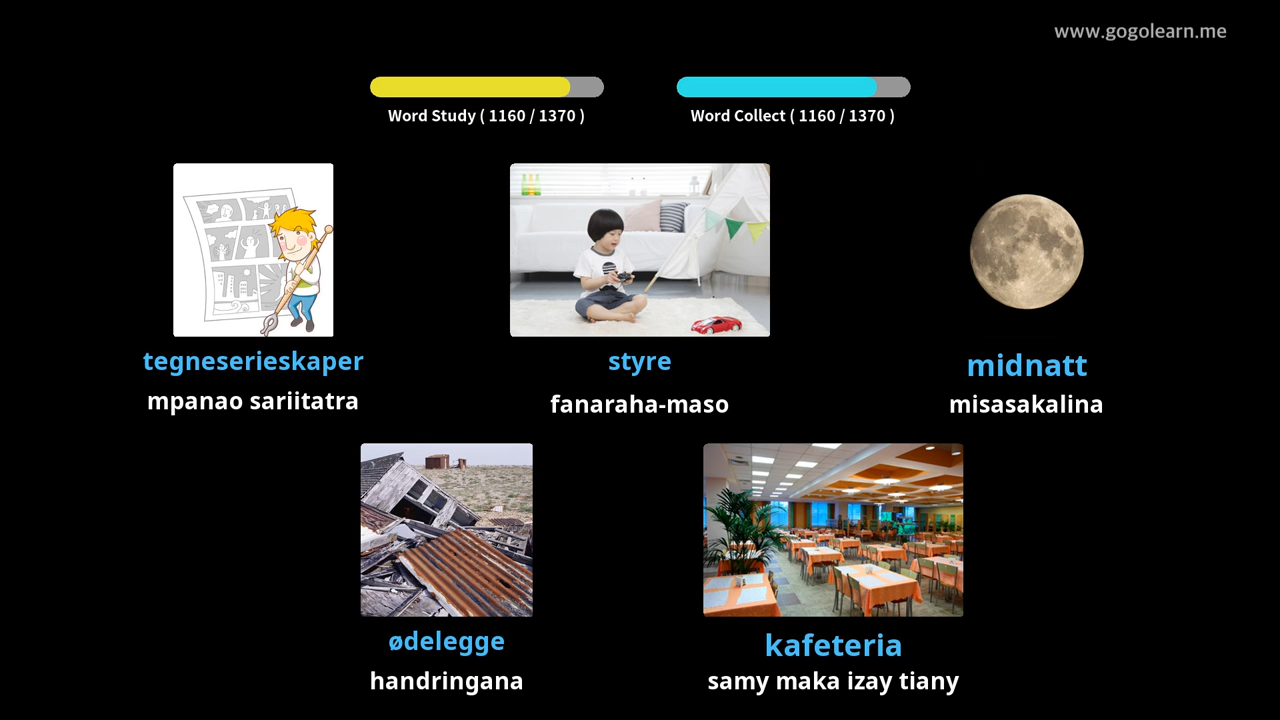 www.gogolearn.me
Word Study ( 1160 / 1370 )
Word Collect ( 1160 / 1370 )
tegneserieskaper
mpanao sariitatra
styre
fanaraha-maso
midnatt
misasakalina
ødelegge
handringana
kafeteria
samy maka izay tiany